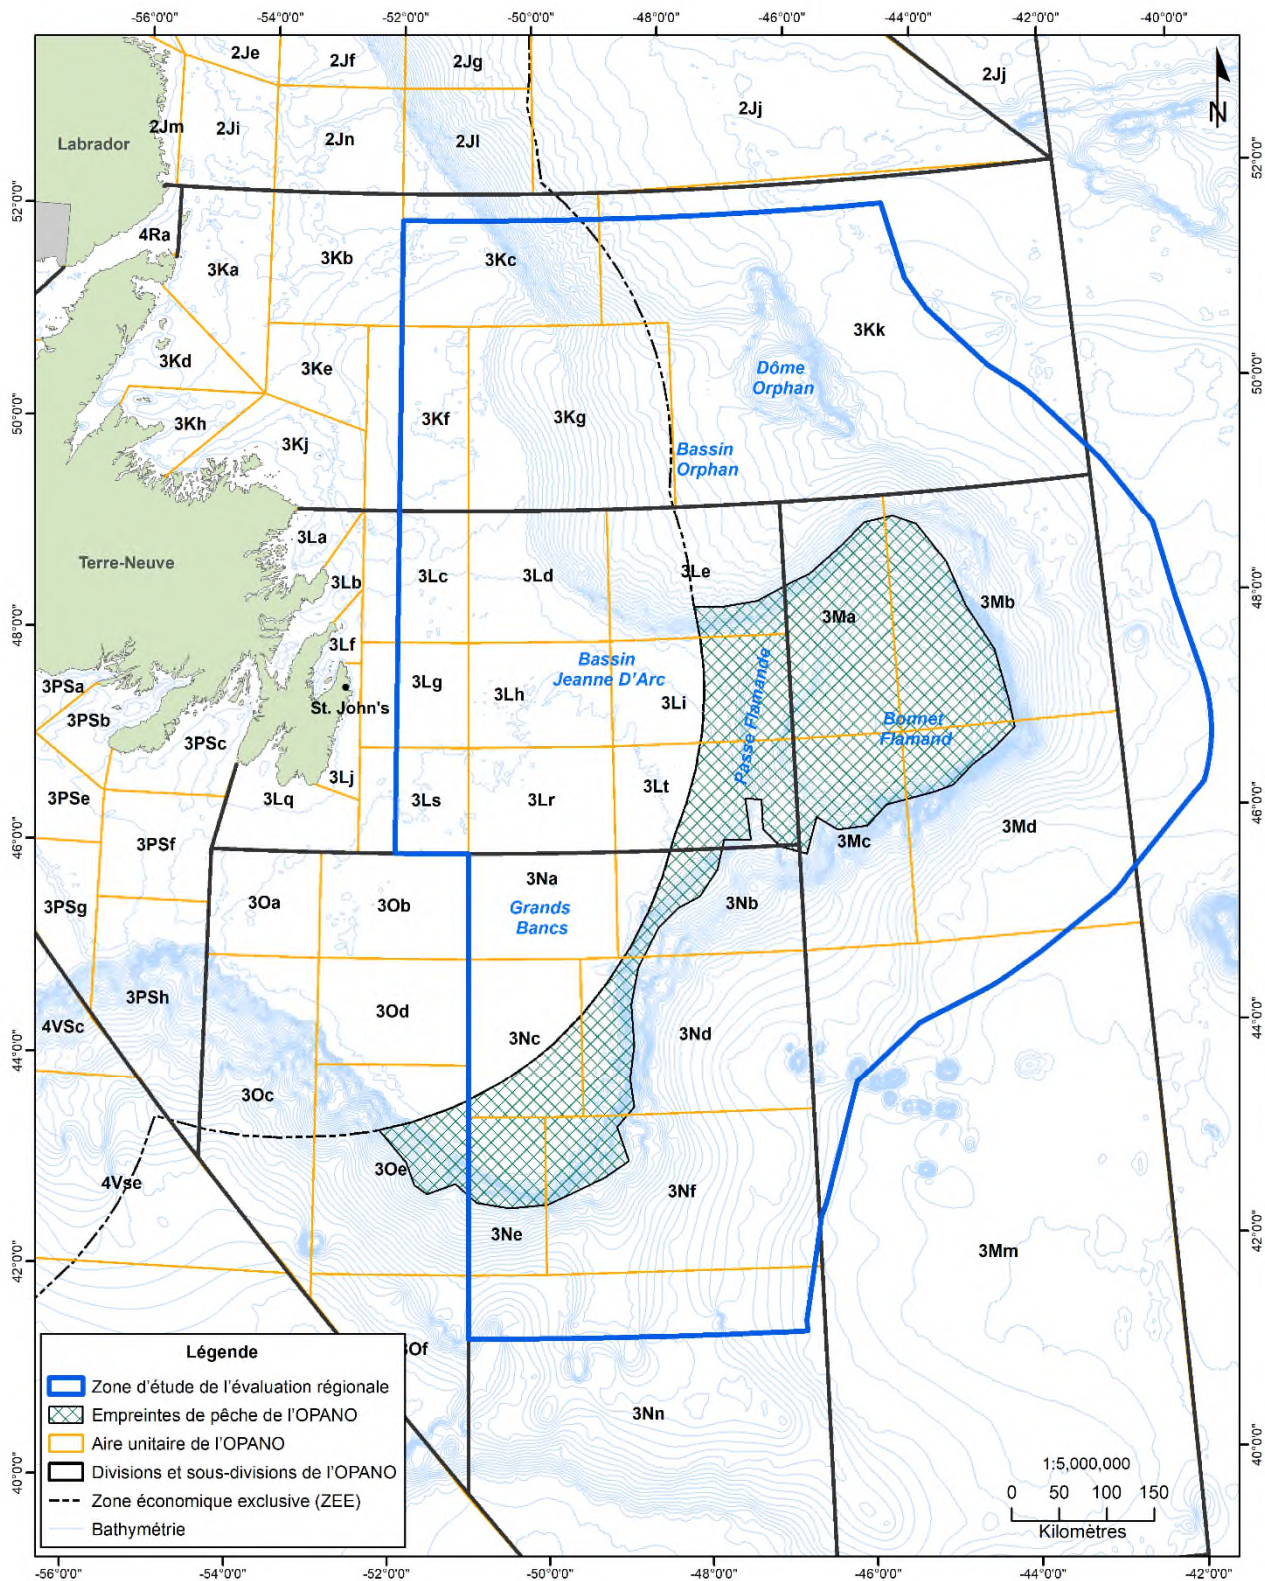 -56°0'0" -54°0'0" -52°0'0" -50°0'0" -48°0'0" -46°0'0" -44°0'0" -42°0'0" -40°0'0"
2Je 2Jf 2Jg 2Jj
2Jj
N
2Jm 2Ji 2Jn 2Jl
Labrador
52°0'0" 52°0'0"
4Ra 3Ka 3Kb 3Kc
3Kk
3Kd 3Ke
Dôme
Orphan
50°0'0" 50°0'0"
3Kh 3Kj 3Kf 3Kg
Bassin
Orphan
3La
Terre-Neuve
3Lb 3Lc 3Ld 3Le
48°0'0" 48°0'0"
3Ma 3Mb
3Lf
Bassin
Jeanne D'Arc
3PSa 3Lg 3Lh 3Li
St. John's
3PSb 3PSc
Passe Flamande
Bonnet
Flamand
3PSe 3Lq 3Lj 3Ls 3Lr 3Lt
46°0'0" 46°0'0"
3PSf 3Mc 3Md
3PSg 3Oa 3Ob 3Na 3Nb
Grands
Bancs
3PSh 3Od
4VSc 3Nc 3Nd
44°0'0" 44°0'0"
3Oc
4Vse 3Oe 3Nf
3Ne
3Mm
42°0'0" 42°0'0"
3Of
3Nn
40°0'0" 40°0'0"
Légende
Zone d'étude de l'évaluation régionale
Empreintes de pêche de l'OPANO
Aire unitaire de l'OPANO
Divisions et sous-divisions de l'OPANO
Zone économique exclusive (ZEE)
Bathymétrie
1:5,000,000
0 50 100 150
Kilomètres
-56°0'0" -54°0'0" -52°0'0" -50°0'0" -48°0'0" -46°0'0" -44°0'0" -42°0'0"